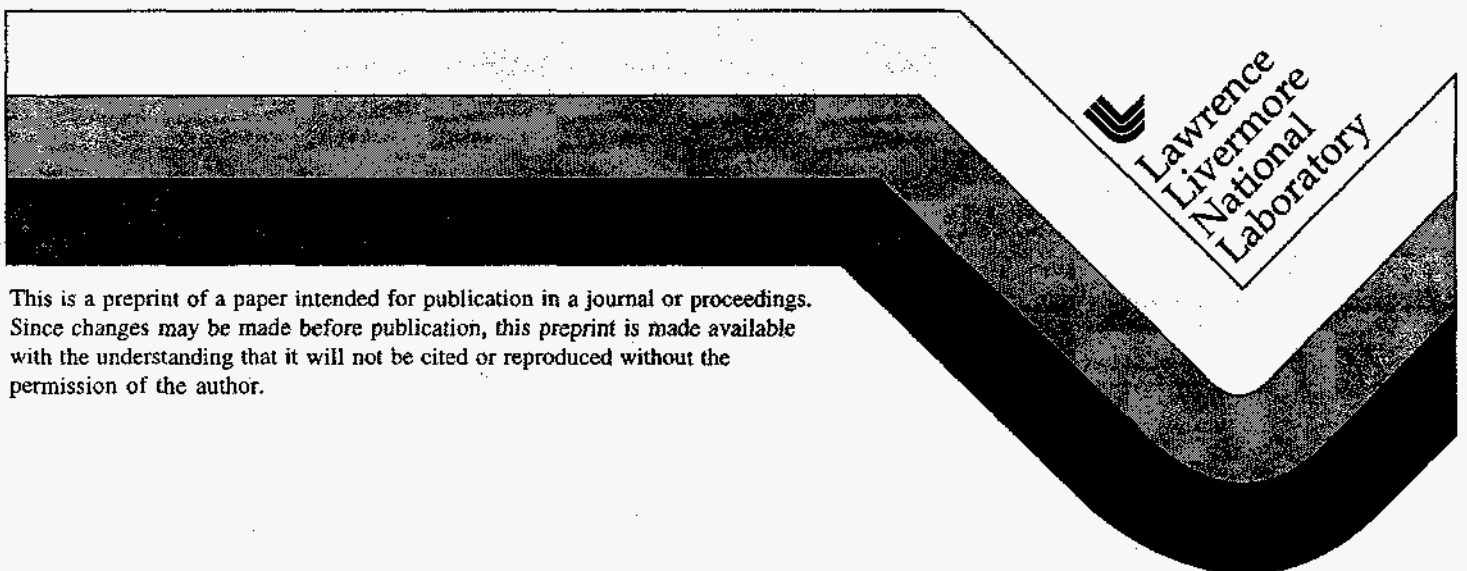 Lawrence
Livermore
National
Laboratory
This is a preprint of a paper intended for publication in a journal or proceedings.
Since changes may be made before publication, this preprint is made available
with the understanding that it will not be cited or reproduced without the
permission of the author.